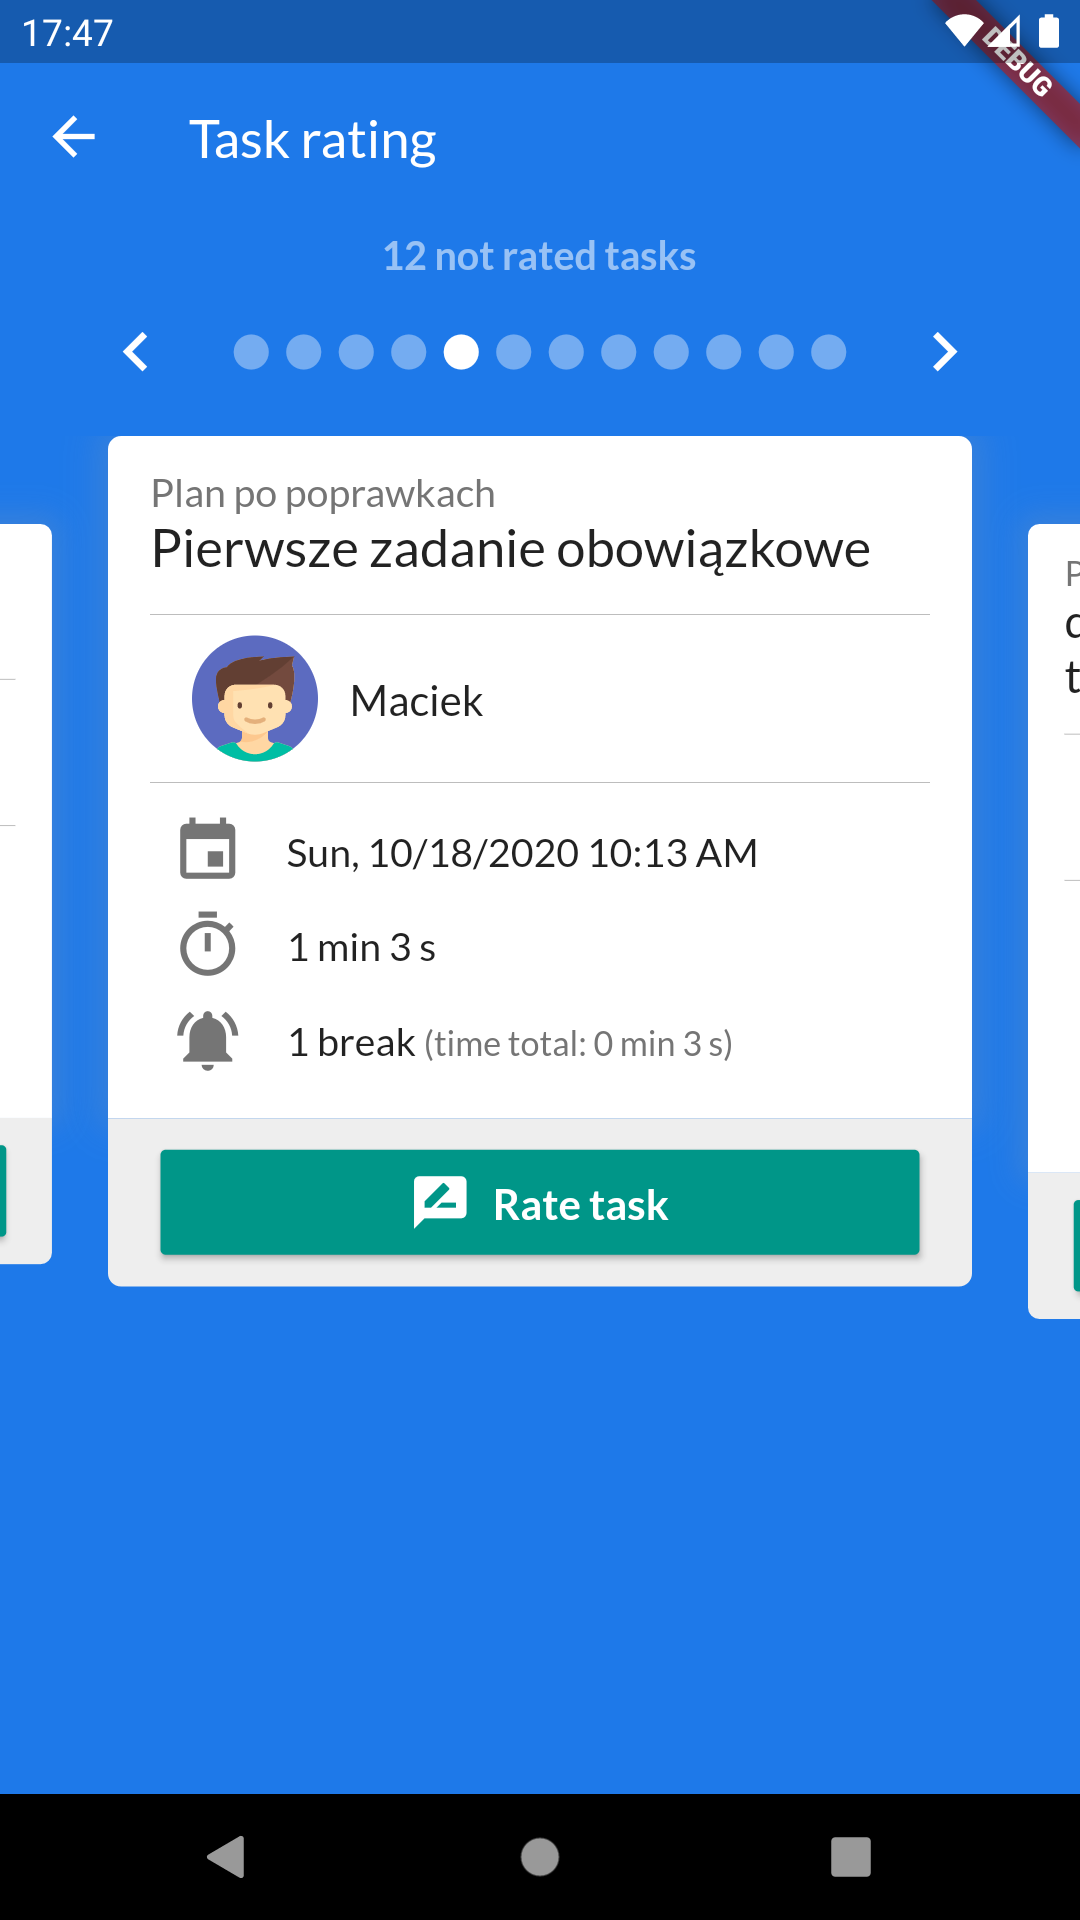 17:47
DEBUG
Task rating
12 not rated tasks
Plan po poprawkach
Pierwsze zadanie obowiązkowe
Maciek
Sun, 10/18/2020 10:13 AM
1 min 3 s
1 break (time total: 0 min 3 s)
Rate task